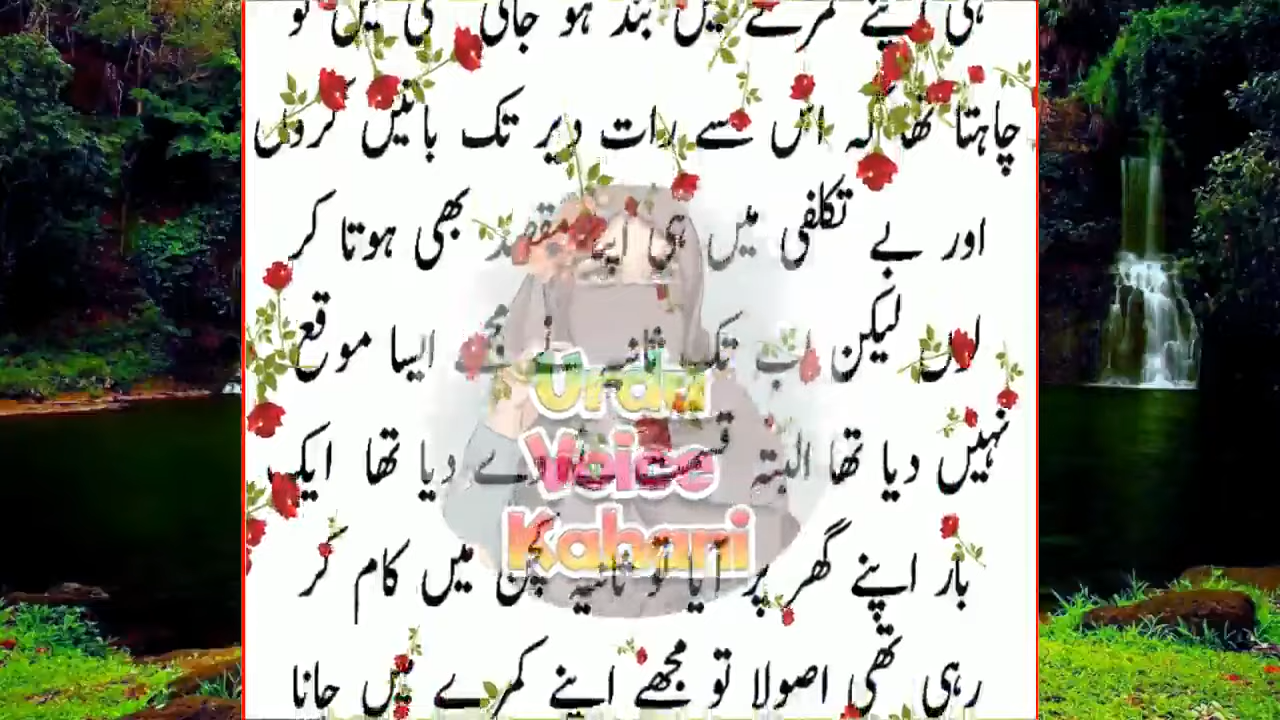 ہی اپنے کمرے میں بند ہو جاتی تھی میں تو
چاہتا تھا کہ اس سے رات دیر تک باتیں کروں
اور بے تکلفی میں ہی اپنے مقصد بھی ہوتا کر
لوں لیکن اب تک ثانیہ نے مجھے ایسا موقع
نہیں دیا تھا البتہ قسمت نے دے دیا تھا ایک
بار اپنے گھر پر آیا تو ثانیہ کچن میں کام کر
رہی تھی اصولا تو مجھے اپنے کمرے میں جانا
Urdu
Voice
Kahani